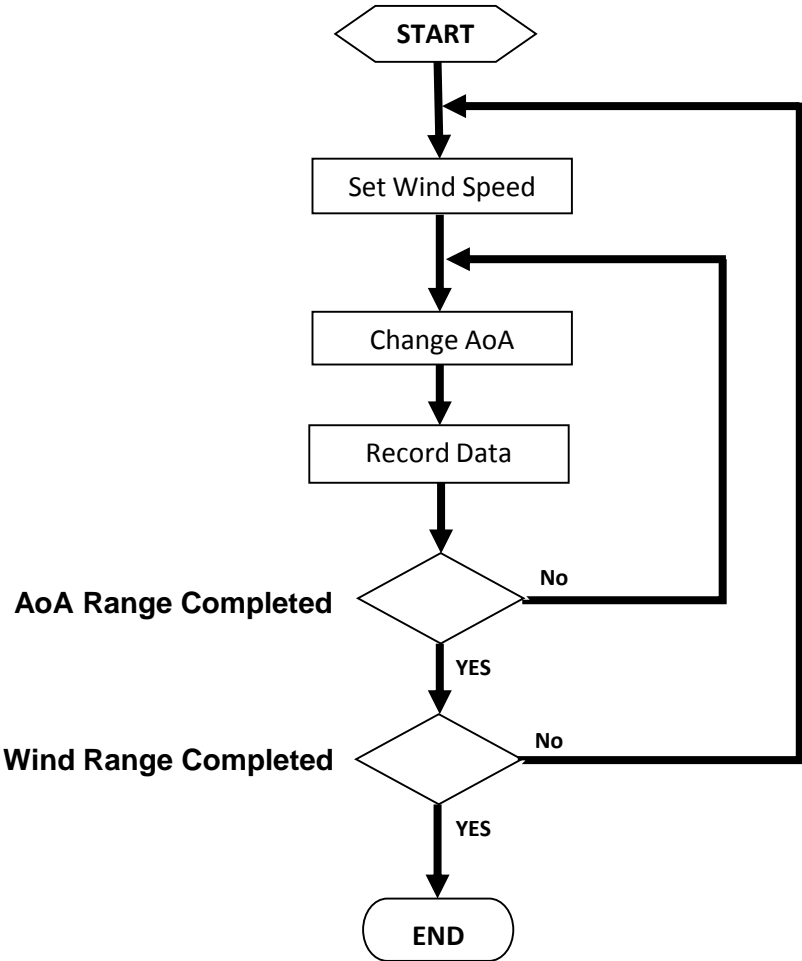 START
Set Wind Speed
Change AoA
Record Data
No
AoA Range Completed
YES
No
Wind Range Completed
YES
END